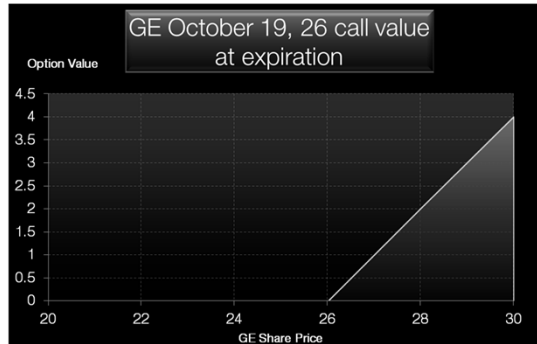 GE October 19, 26 call value
at expiration
Option Value
4.5
4
3.5
3
2.5
2
1.5
1
0.5
0
20 22 24 26 28 30
GE Share Price